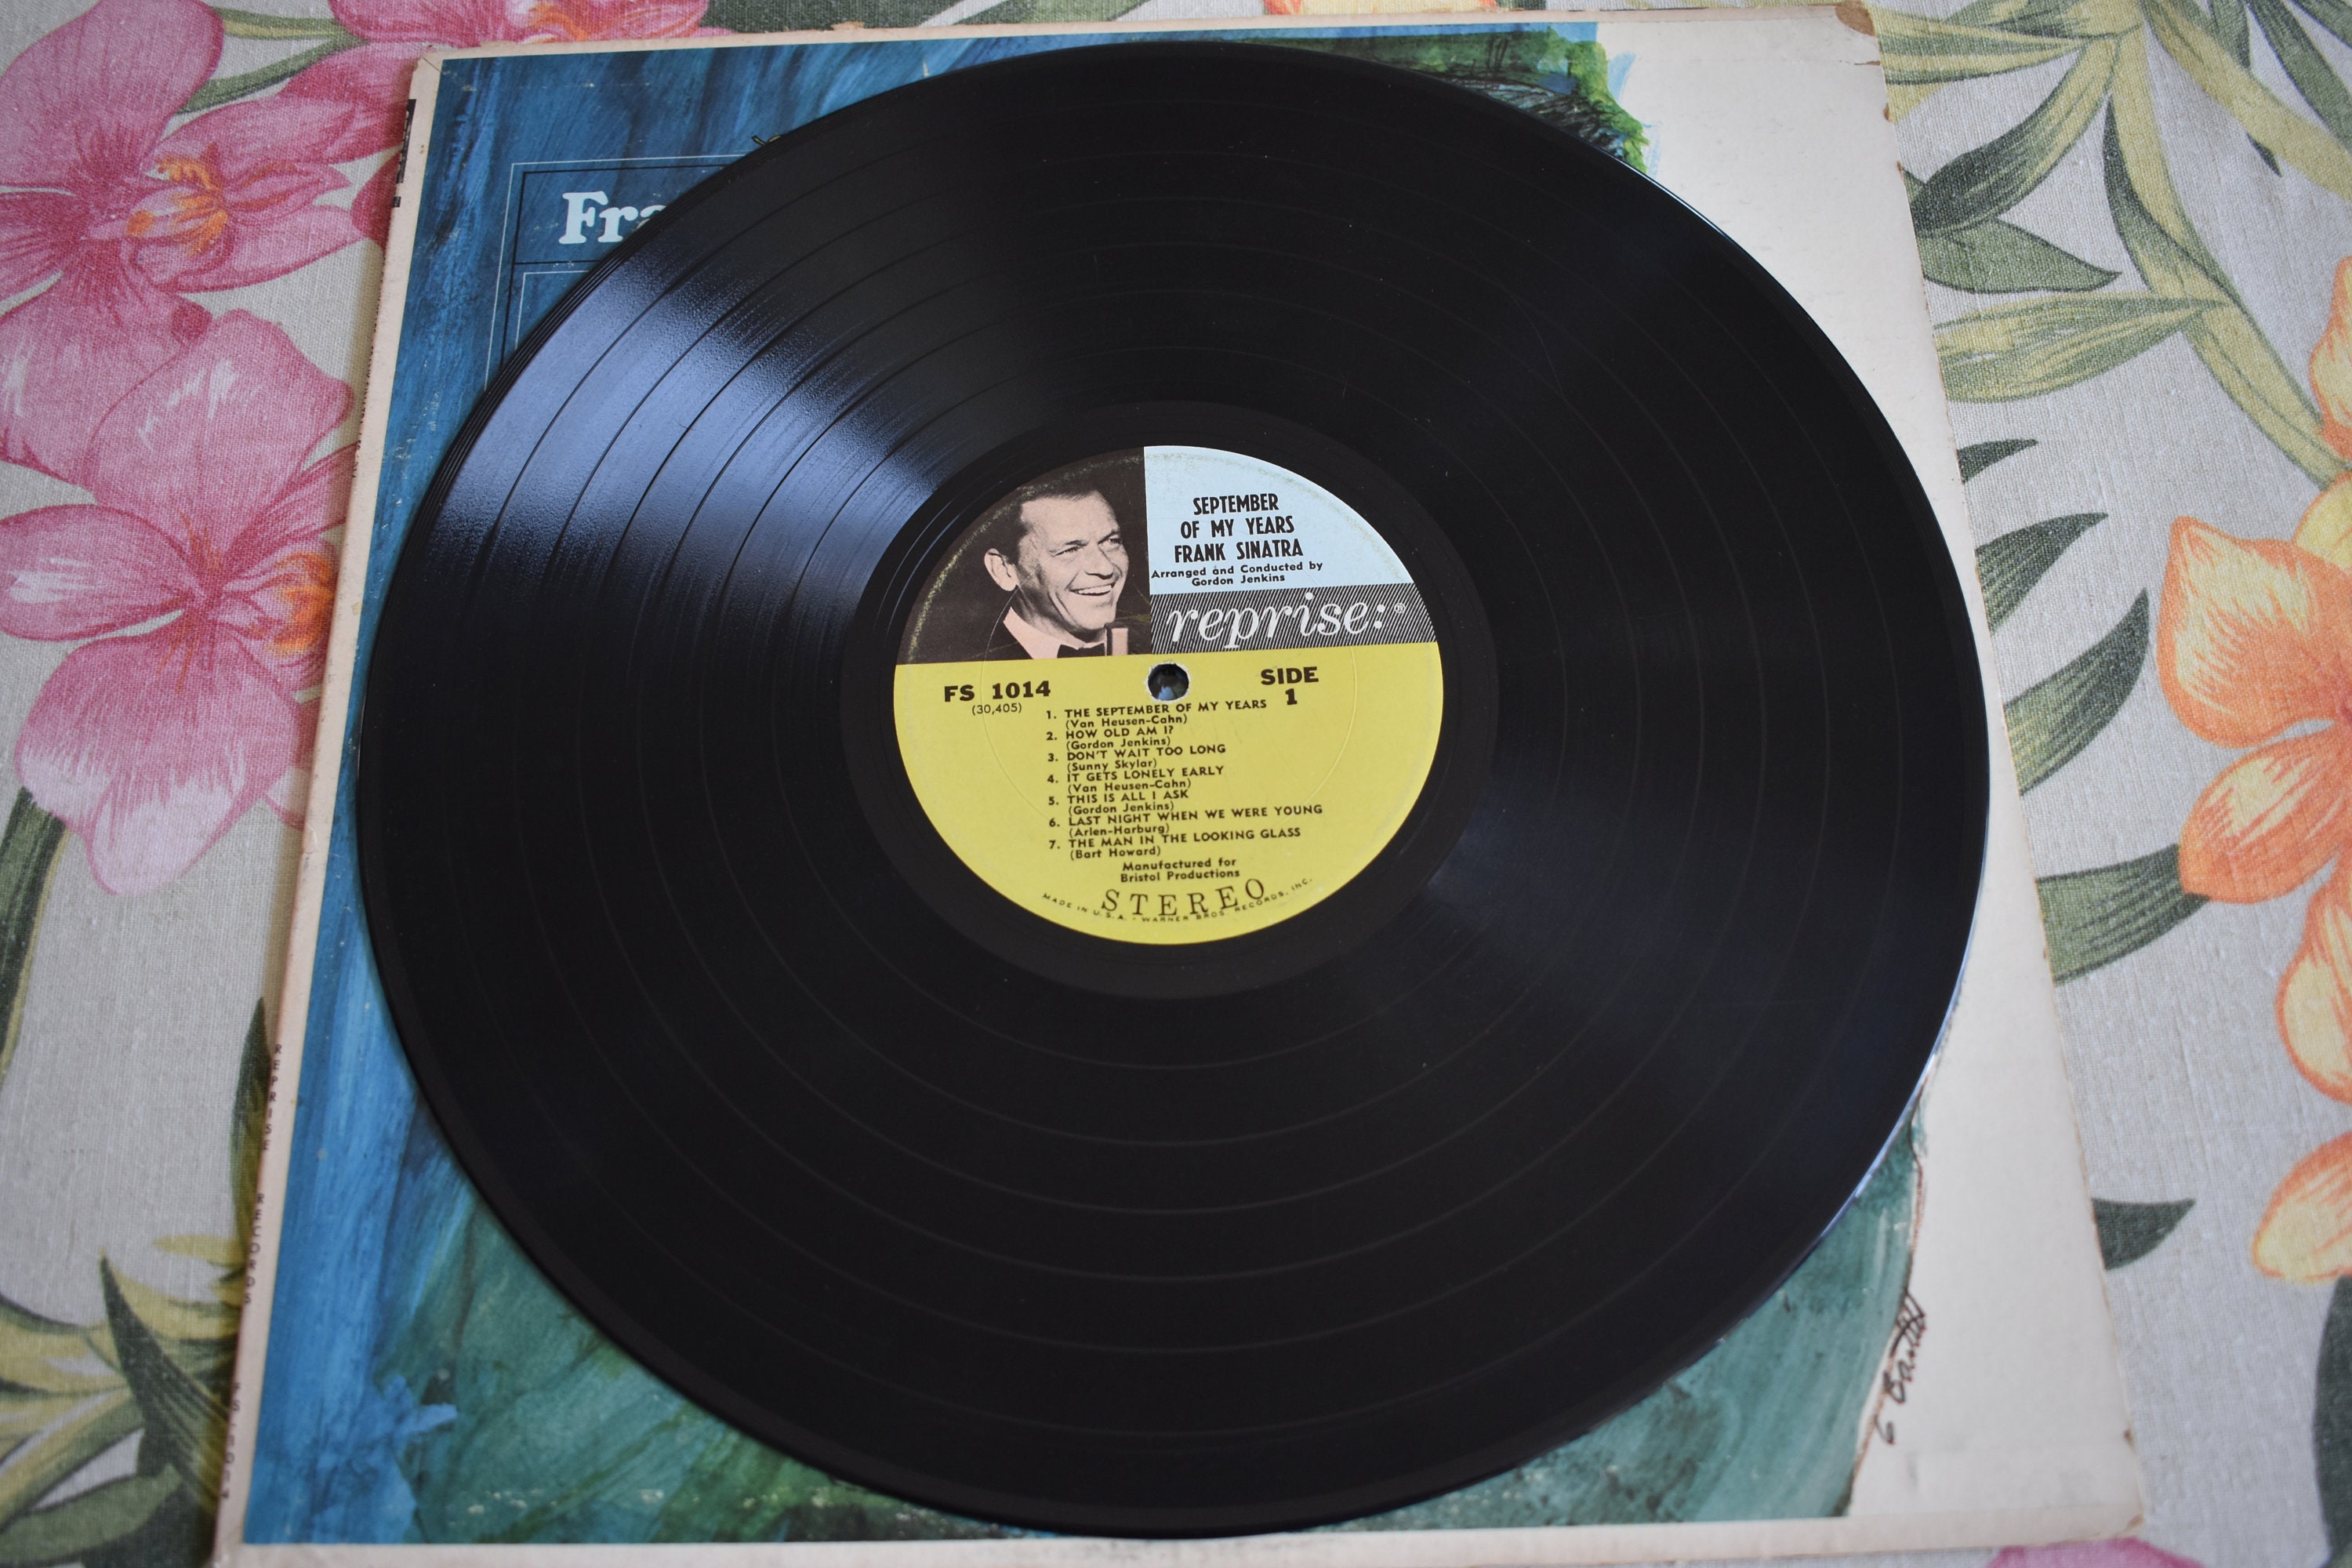 Fra
SEPTEMBER
OF MY YEARS
FRANK SINATRA
Arranged and Conducted by
Gordon Jenkins
reprise:®
FS 1014
(30,405)
SIDE
1
1. THE SEPTEMBER OF MY YEARS
(Van Heusen-Cahn)
2. HOW OLD AM I?
(Gordon Jenkins)
3. DON'T WAIT TOO LONG
(Sunny Skylar)
4. IT GETS LONELY EARLY
(Van Heusen-Cahn)
5. THIS IS ALL I ASK
(Gordon Jenkins)
6. LAST NIGHT WHEN WE WERE YOUNG
(Arlen-Harburg)
7. THE MAN IN THE LOOKING GLASS
(Bart Howard)
Manufactured for
Bristol Productions
STEREO
MADE IN U.S.A. - WARNER BROS. RECORDS, INC.
REPRISE RECORDS